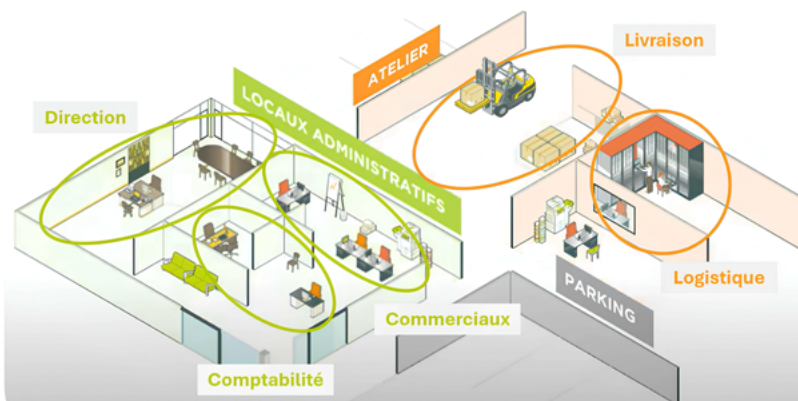 Livraison
ATELIER
Direction
LOCAUX ADMINISTRATIFS
Logistique
PARKING
Commerciaux
Comptabilité